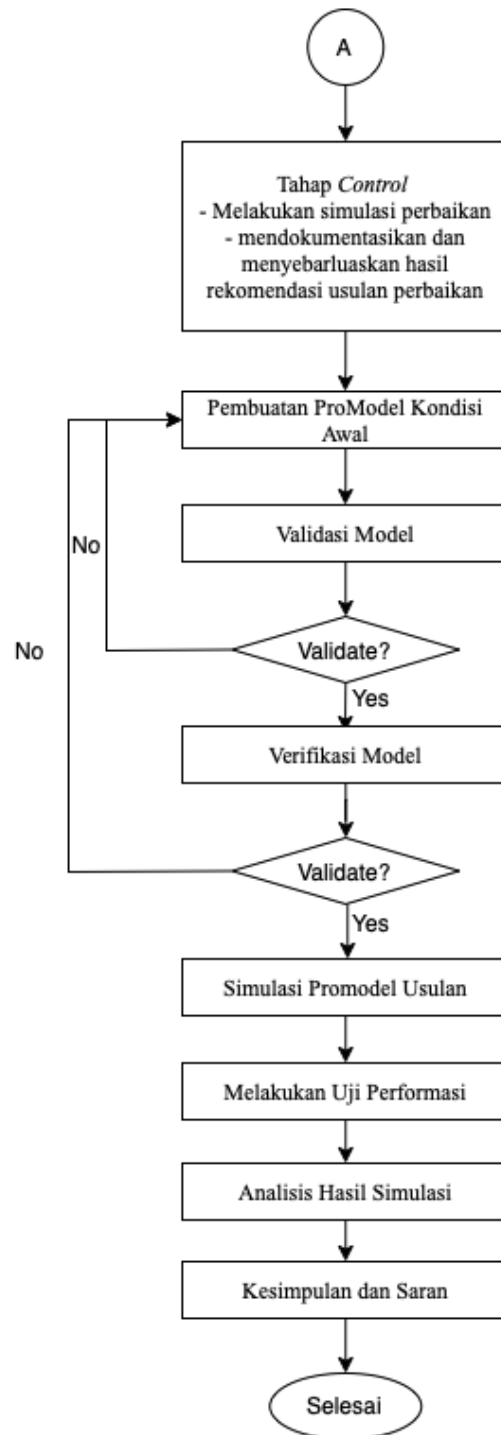 A
Tahap Control
- Melakukan simulasi perbaikan
- mendokumentasikan dan
menyebarluaskan hasil
rekomendasi usulan perbaikan
Pembuatan ProModel Kondisi
Awal
Validasi Model
No
Validate?
No
Yes
Verifikasi Model
Validate?
Yes
Simulasi Promodel Usulan
Melakukan Uji Performasi
Analisis Hasil Simulasi
Kesimpulan dan Saran
Selesai